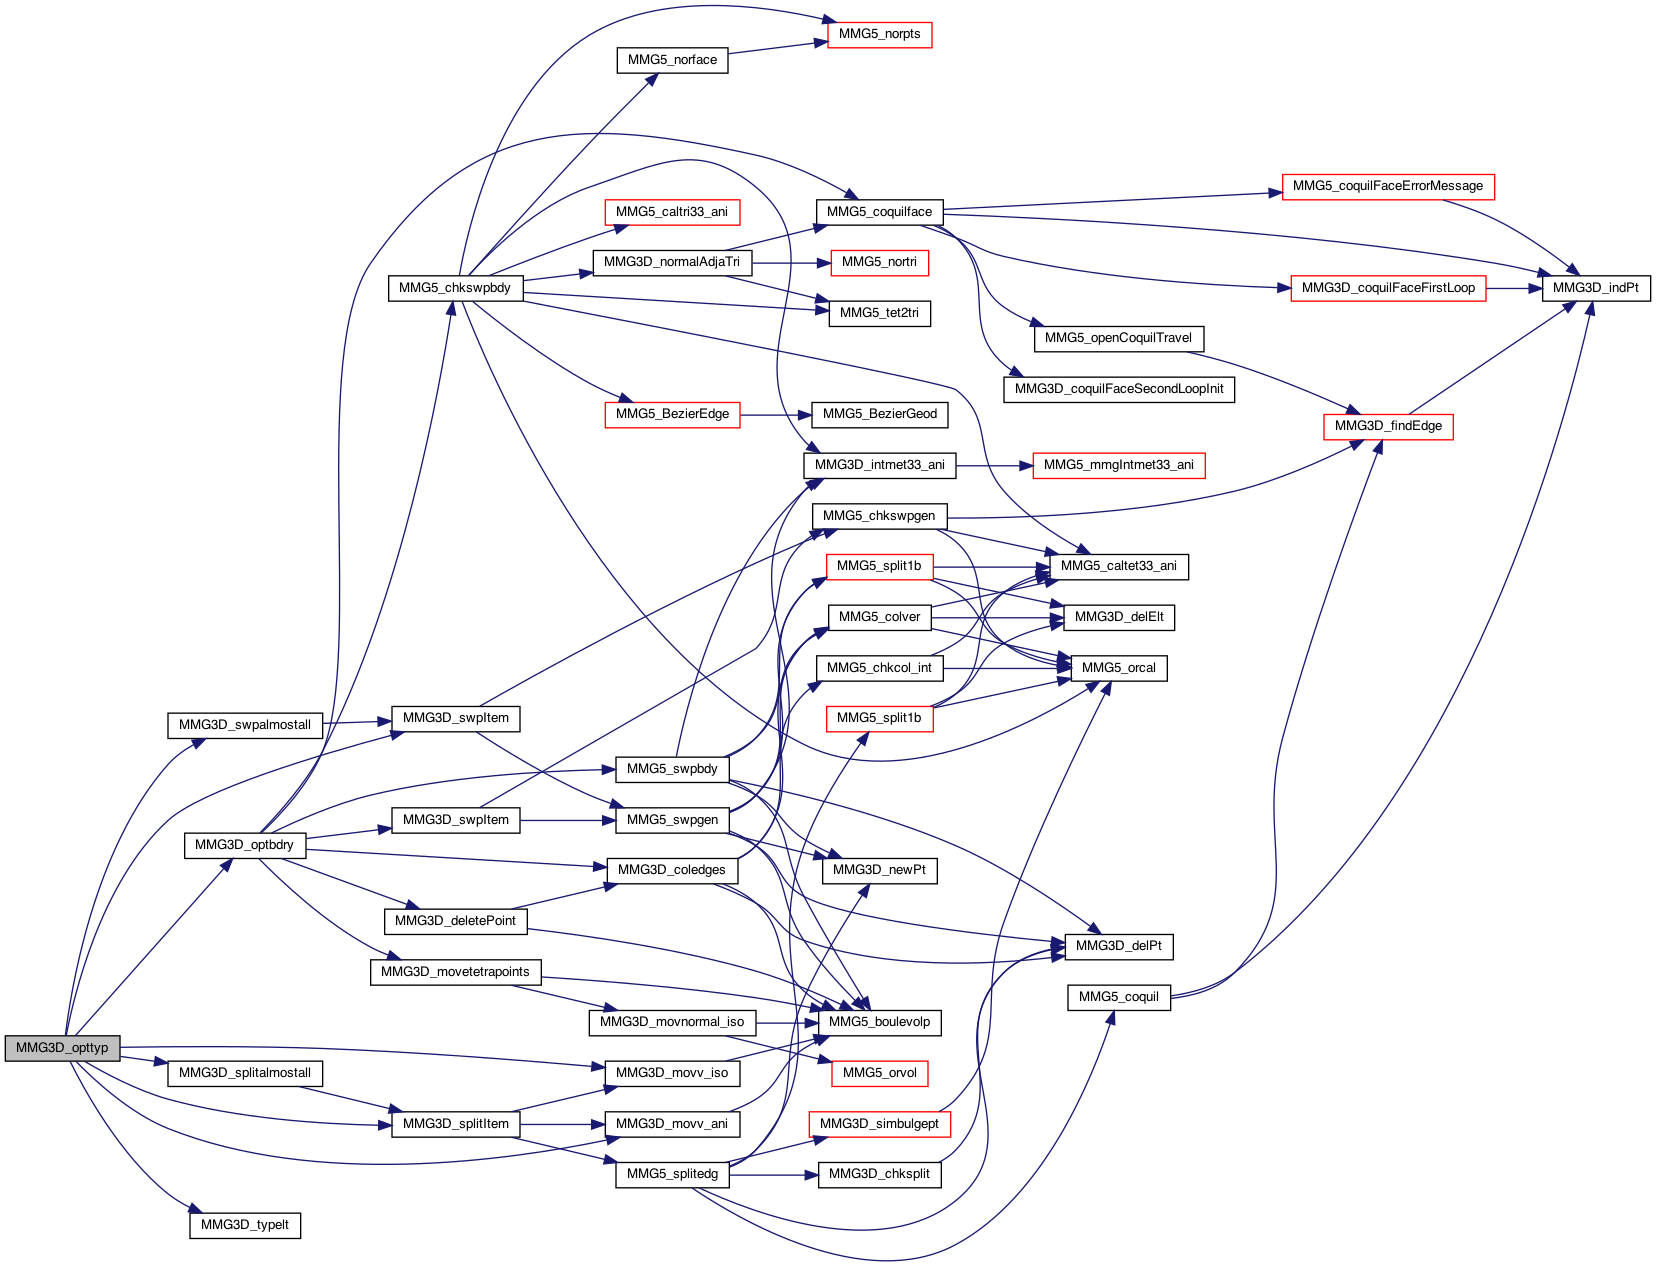 MMG5_norpts
MMG5_norface
MMG5_coquilFaceErrorMessage
MMG5_caltri33_ani
MMG5_coquilface
MMG3D_normalAdjaTri
MMG5_nortri
MMG5_chkswpbdy
MMG3D_coquilFaceFirstLoop
MMG3D_indPt
MMG5_tet2tri
MMG5_openCoquilTravel
MMG3D_coquilFaceSecondLoopInit
MMG5_BezierEdge
MMG5_BezierGeod
MMG3D_findEdge
MMG3D_intmet33_ani
MMG5_mmgIntmet33_ani
MMG5_chkswpgen
MMG5_split1b
MMG5_caltet33_ani
MMG5_colver
MMG3D_delElt
MMG5_chkcol_int
MMG5_orcal
MMG3D_swpalmostall
MMG3D_swpItem
MMG5_split1b
MMG5_swpbdy
MMG3D_swpItem
MMG5_swpgen
MMG3D_optbdry
MMG3D_coledges
MMG3D_newPt
MMG3D_deletePoint
MMG3D_delPt
MMG3D_movetetrapoints
MMG5_coquil
MMG3D_movnormal_iso
MMG5_boulevolp
MMG3D_opttyp
MMG3D_splitalmostall
MMG3D_movv_iso
MMG5_orvol
MMG3D_splitItem
MMG3D_movv_ani
MMG3D_simbulgept
MMG5_splitedg
MMG3D_chksplit
MMG3D_typelt